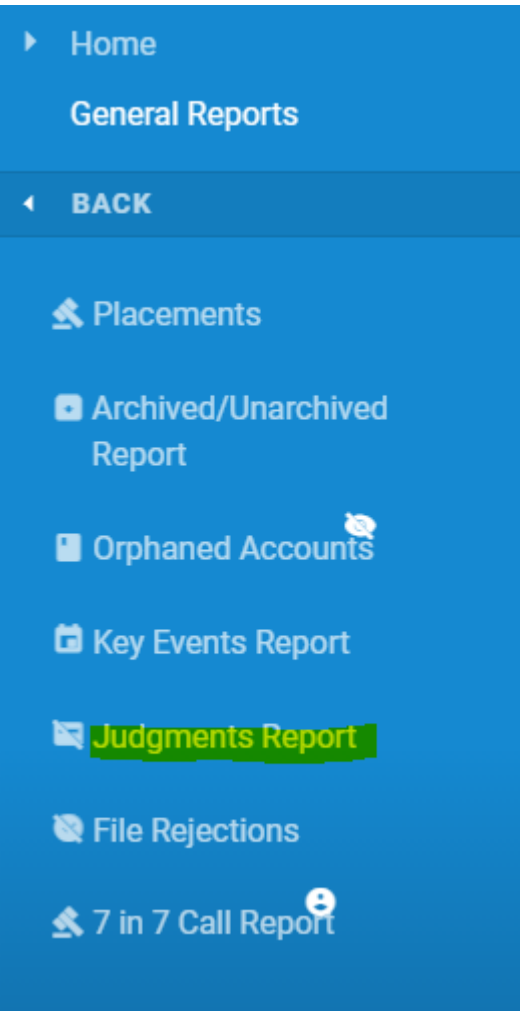 Home
General Reports
BACK
Placements
Archived/Unarchived
Report
Orphaned Accounts
Key Events Report
Judgments Report
File Rejections
7 in 7 Call Report